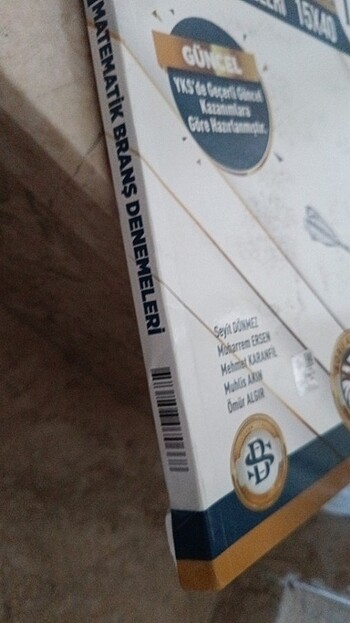 15X40
GÜNCEL
YKS'de Geçerli Güncel
Kazanımlara
Göre Hazırlanmıştır.
MATEMATİK BRANŞ DENEMELERİ
Seyit DÖNMEZ
Muharrem ERSEN
Mehmet KARANFİL
Muhlis ARIN
Ömür ALGIR